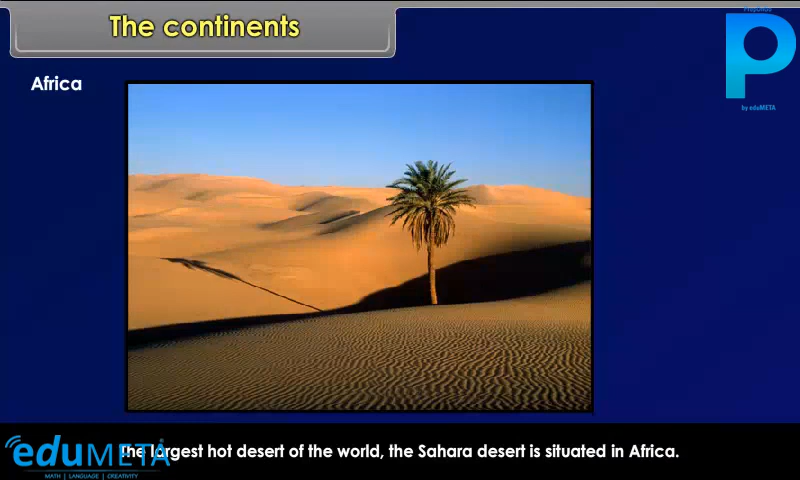 The continents
Africa
Preponds
P
by eduMETA
The largest hot desert of the world, the Sahara desert is situated in Africa.
eduMETA
MATH | LANGUAGE | CREATIVITY